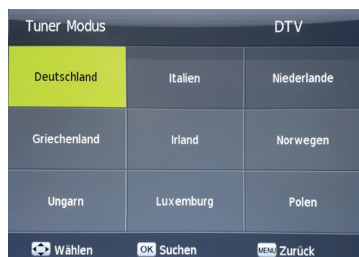 Tuner Modus DTV
Deutschland Italien Niederlande
Griechenland Irland Norwegen
Ungarn Luxemburg Polen
Wählen OK Suchen MENU Zurück